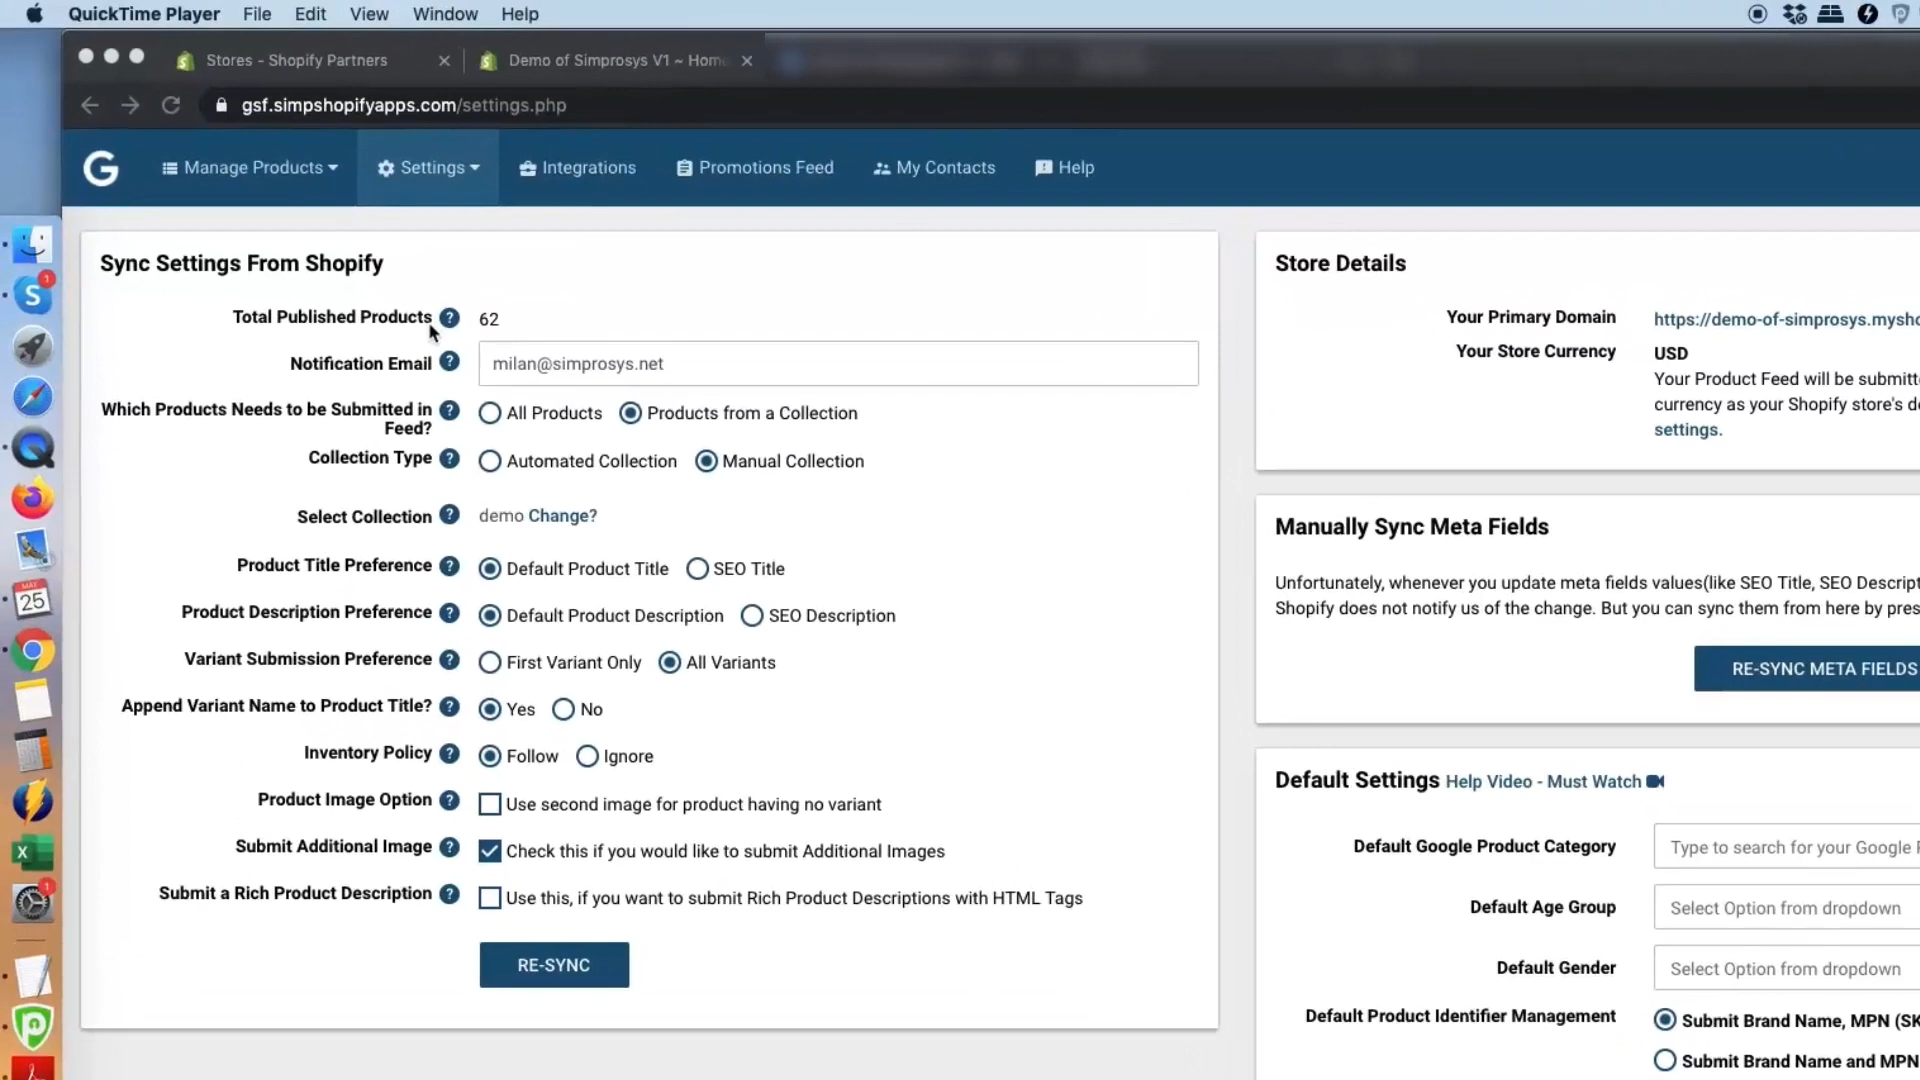 QuickTime Player File Edit View Window Help
Stores - Shopify Partners
Demo of Simprosys V1 ~ Hom
gsf.simpshopifyapps.com/settings.php
G
Manage Products
Settings
Integrations
Promotions Feed
My Contacts
Help
Sync Settings From Shopify
Total Published Products ? 62
Notification Email ? milan@simprosys.net
Which Products Needs to be Submitted in
Feed?
? All Products Products from a Collection
Collection Type ? Automated Collection Manual Collection
Select Collection ? demo Change?
Product Title Preference ? Default Product Title SEO Title
Product Description Preference ? Default Product Description SEO Description
Variant Submission Preference ? First Variant Only All Variants
Append Variant Name to Product Title? ? Yes No
Inventory Policy ? Follow Ignore
Product Image Option ? Use second image for product having no variant
Submit Additional Image ? Check this if you would like to submit Additional Images
Submit a Rich Product Description ? Use this, if you want to submit Rich Product Descriptions with HTML Tags
RE-SYNC
Store Details
Your Primary Domain https://demo-of-simprosys.mysho
Your Store Currency USD
Your Product Feed will be submitt
currency as your Shopify store's d
settings.
Manually Sync Meta Fields
Unfortunately, whenever you update meta fields values(like SEO Title, SEO Descript
Shopify does not notify us of the change. But you can sync them from here by pres
RE-SYNC META FIELDS
Default Settings Help Video - Must Watch
Default Google Product Category Type to search for your Google
Default Age Group Select Option from dropdown
Default Gender Select Option from dropdown
Default Product Identifier Management Submit Brand Name, MPN (SK
Submit Brand Name and MPN
1
S
MAY
25
X
1